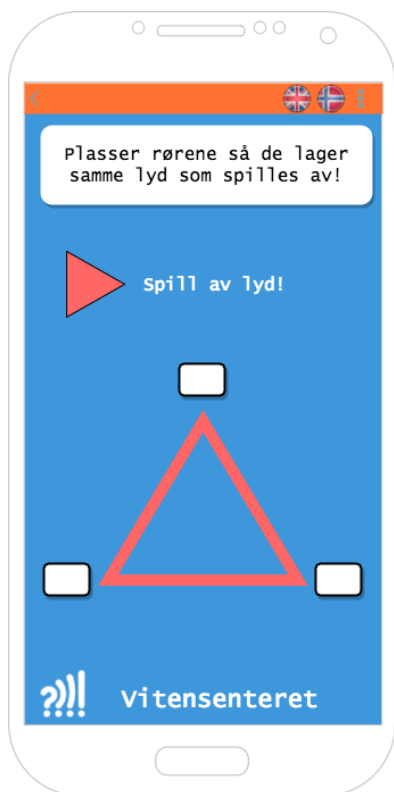 Plasser rørene så de lager
samme lyd som spilles av!
Spill av lyd!
Vitensenteret